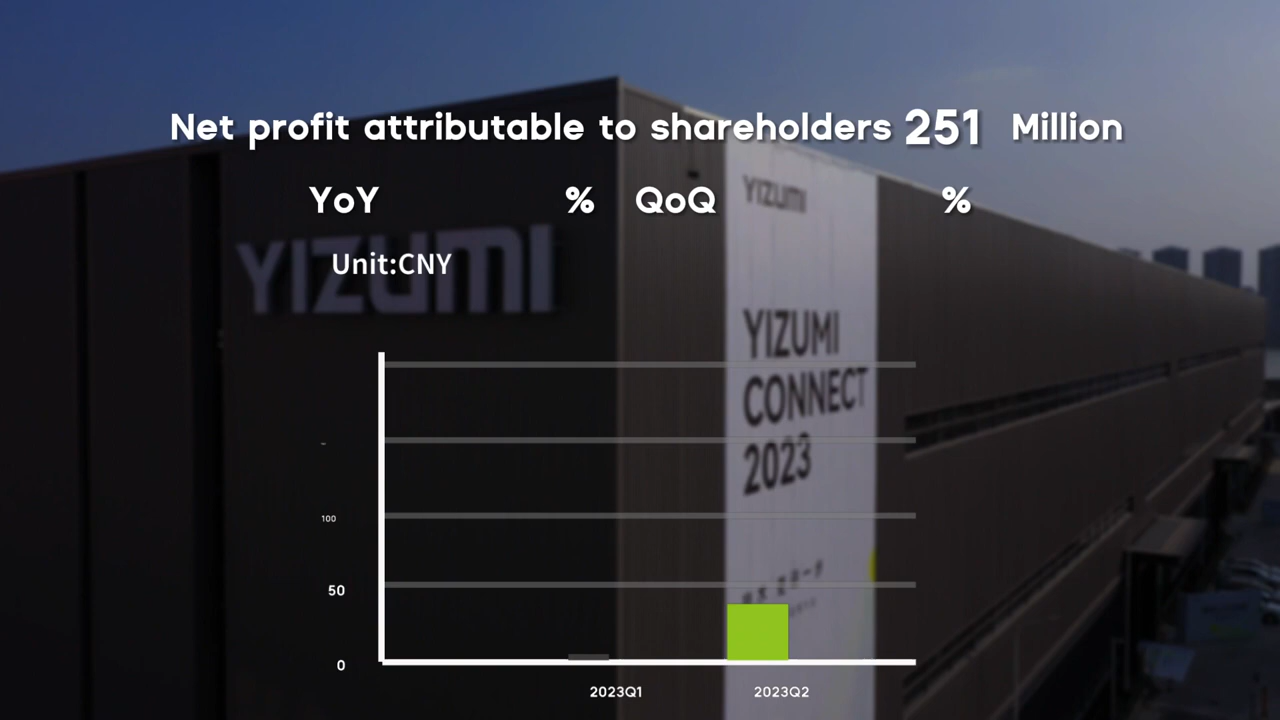 Net profit attributable to shareholders 251 Million
YoY % QoQ %
YIZUMI
YIZUMI
Unit:CNY
YIZUMI
CONNECT
2023
100
50
0
2023Q1 2023Q2